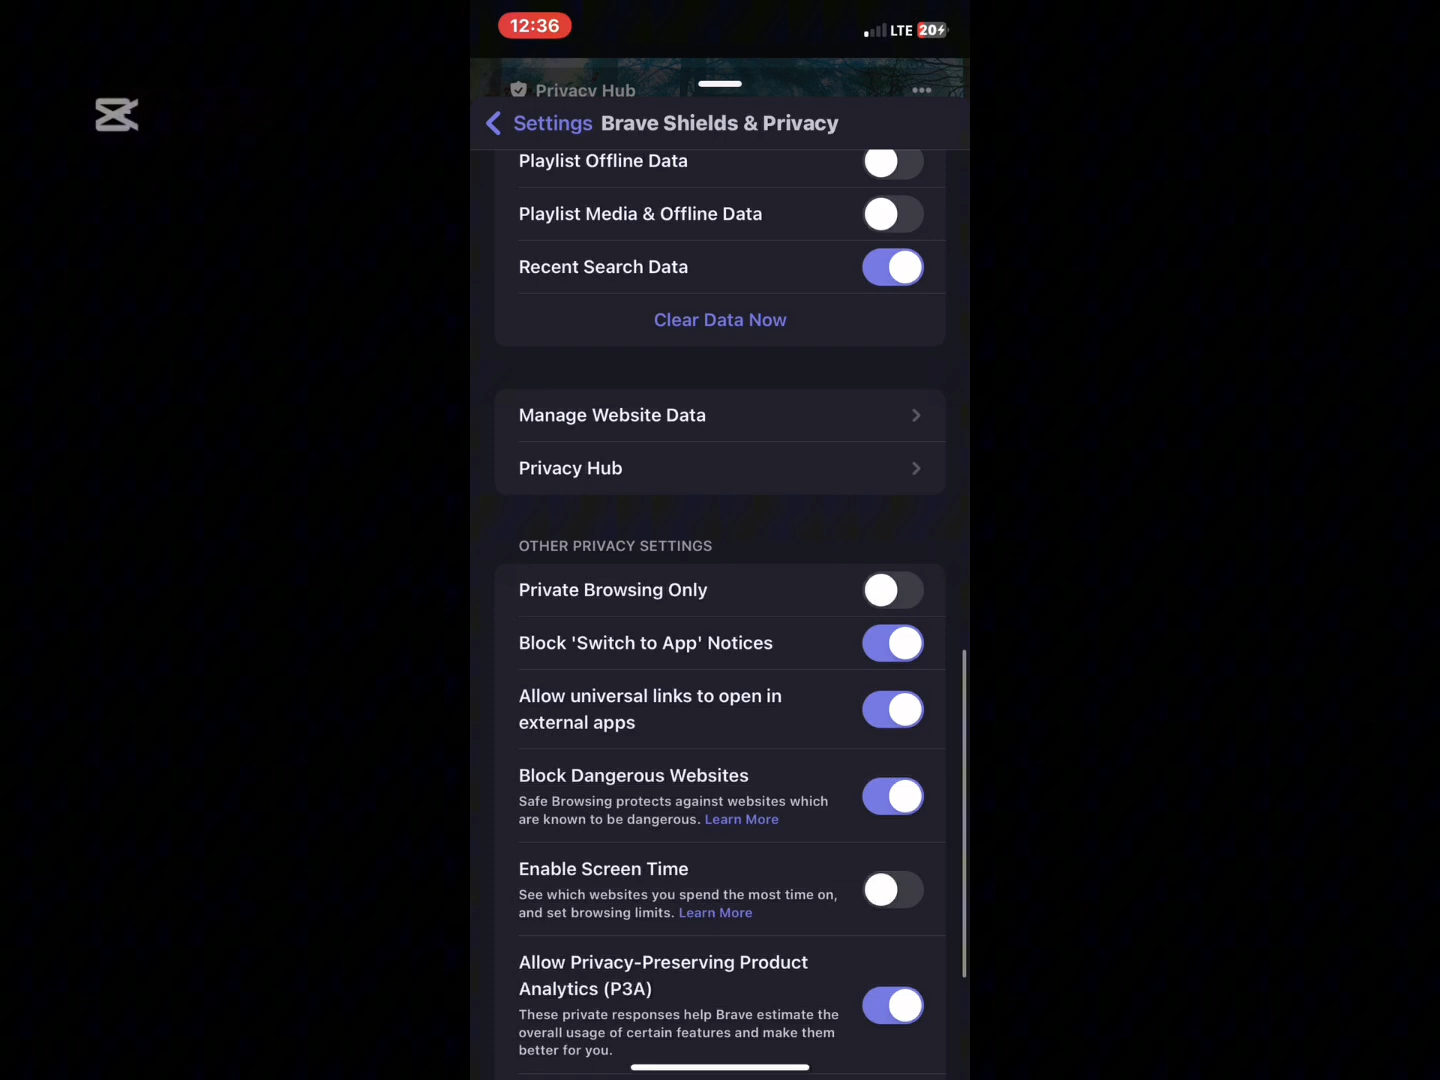 12:36
LTE 20
Privacy Hub
Settings Brave Shields & Privacy
Playlist Offline Data
Playlist Media & Offline Data
Recent Search Data
Clear Data Now
Manage Website Data
Privacy Hub
OTHER PRIVACY SETTINGS
Private Browsing Only
Block 'Switch to App' Notices
Allow universal links to open in
external apps
Block Dangerous Websites
Safe Browsing protects against websites which
are known to be dangerous. Learn More
Enable Screen Time
See which websites you spend the most time on,
and set browsing limits. Learn More
Allow Privacy-Preserving Product
Analytics (P3A)
These private responses help Brave estimate the
overall usage of certain features and make them
better for you.